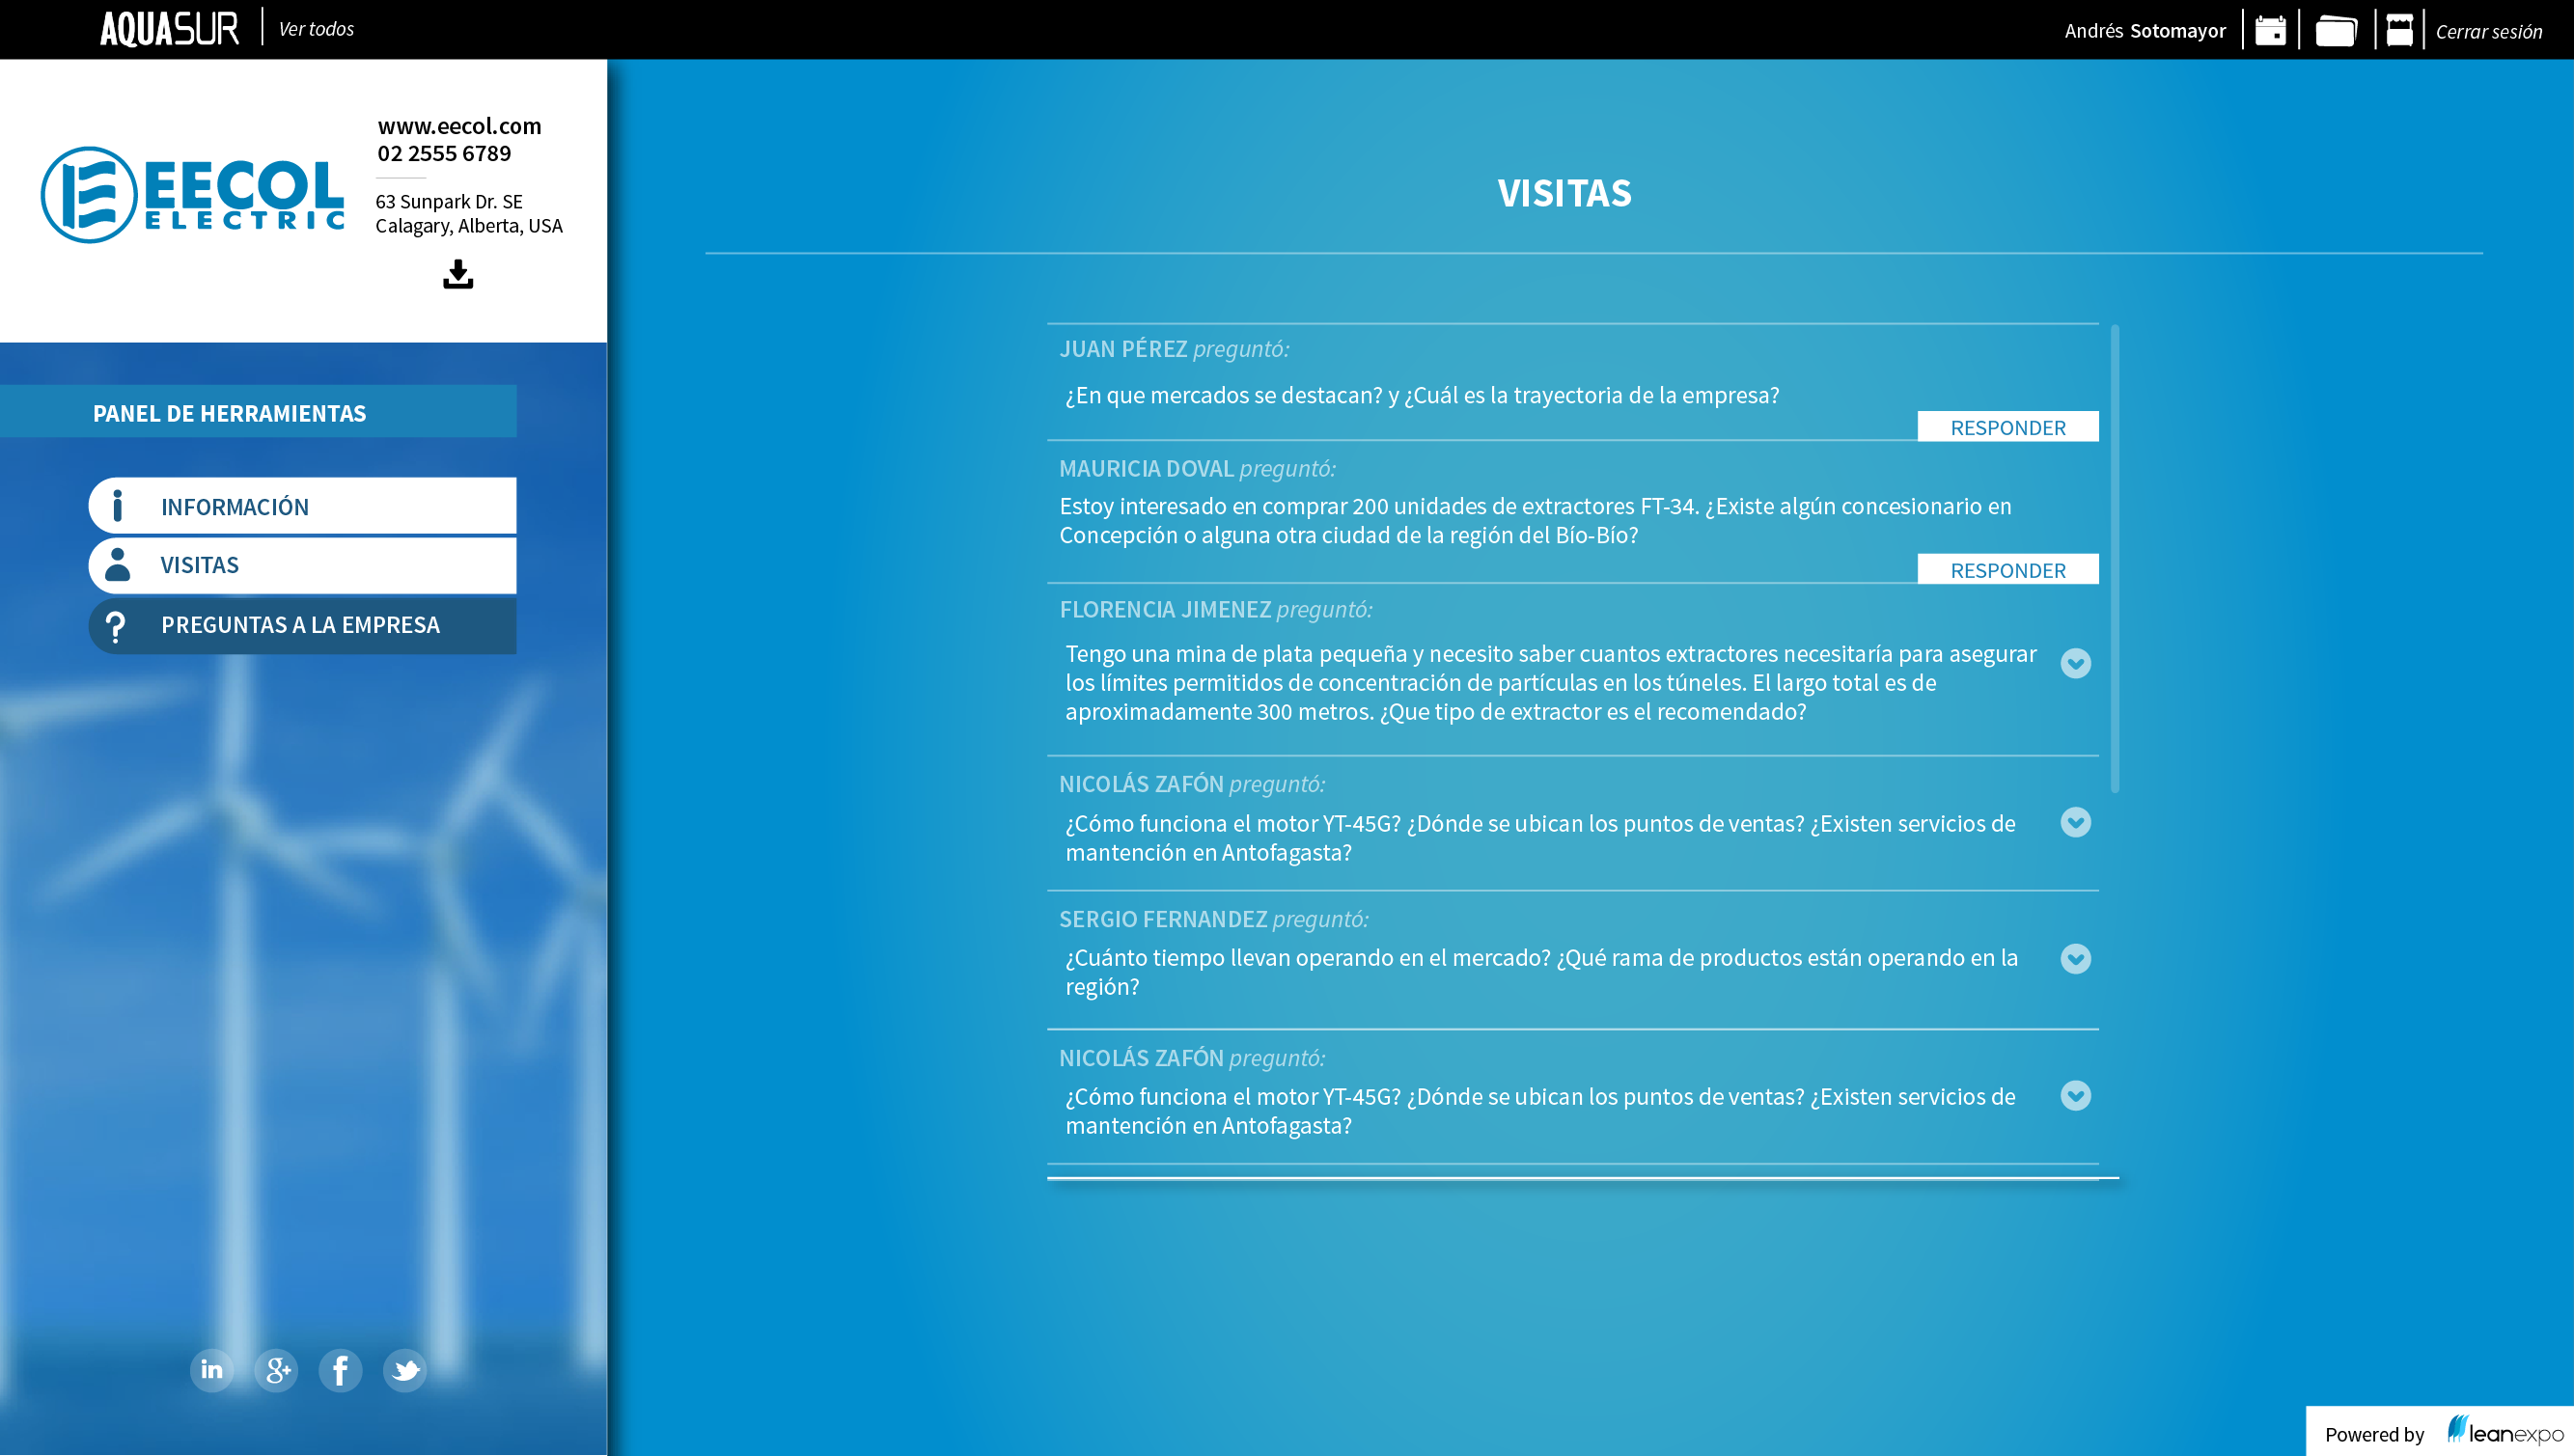 AQUASUR
Ver todos
Andrés Sotomayor
Cerrar sesión
EECOL
ELECTRIC
www.eecol.com
02 2555 6789
63 Sunpark Dr. SE
Calagary, Alberta, USA
PANEL DE HERRAMIENTAS
INFORMACIÓN
VISITAS
PREGUNTAS A LA EMPRESA
VISITAS
JUAN PÉREZ preguntó:
¿En que mercados se destacan? y ¿Cuál es la trayectoria de la empresa?
RESPONDER
MAURICIA DOVAL preguntó:
Estoy interesado en comprar 200 unidades de extractores FT-34. ¿Existe algún concesionario en
Concepción o alguna otra ciudad de la región del Bío-Bío?
RESPONDER
FLORENCIA JIMENEZ preguntó:
Tengo una mina de plata pequeña y necesito saber cuantos extractores necesitaría para asegurar
los límites permitidos de concentración de partículas en los túneles. El largo total es de
aproximadamente 300 metros. ¿Que tipo de extractor es el recomendado?
NICOLÁS ZAFÓN preguntó:
¿Cómo funciona el motor YT-45G? ¿Dónde se ubican los puntos de ventas? ¿Existen servicios de
mantención en Antofagasta?
SERGIO FERNANDEZ preguntó:
¿Cuánto tiempo llevan operando en el mercado? ¿Qué rama de productos están operando en la
región?
NICOLÁS ZAFÓN preguntó:
¿Cómo funciona el motor YT-45G? ¿Dónde se ubican los puntos de ventas? ¿Existen servicios de
mantención en Antofagasta?
in
g+
f
Powered by
leanexpo